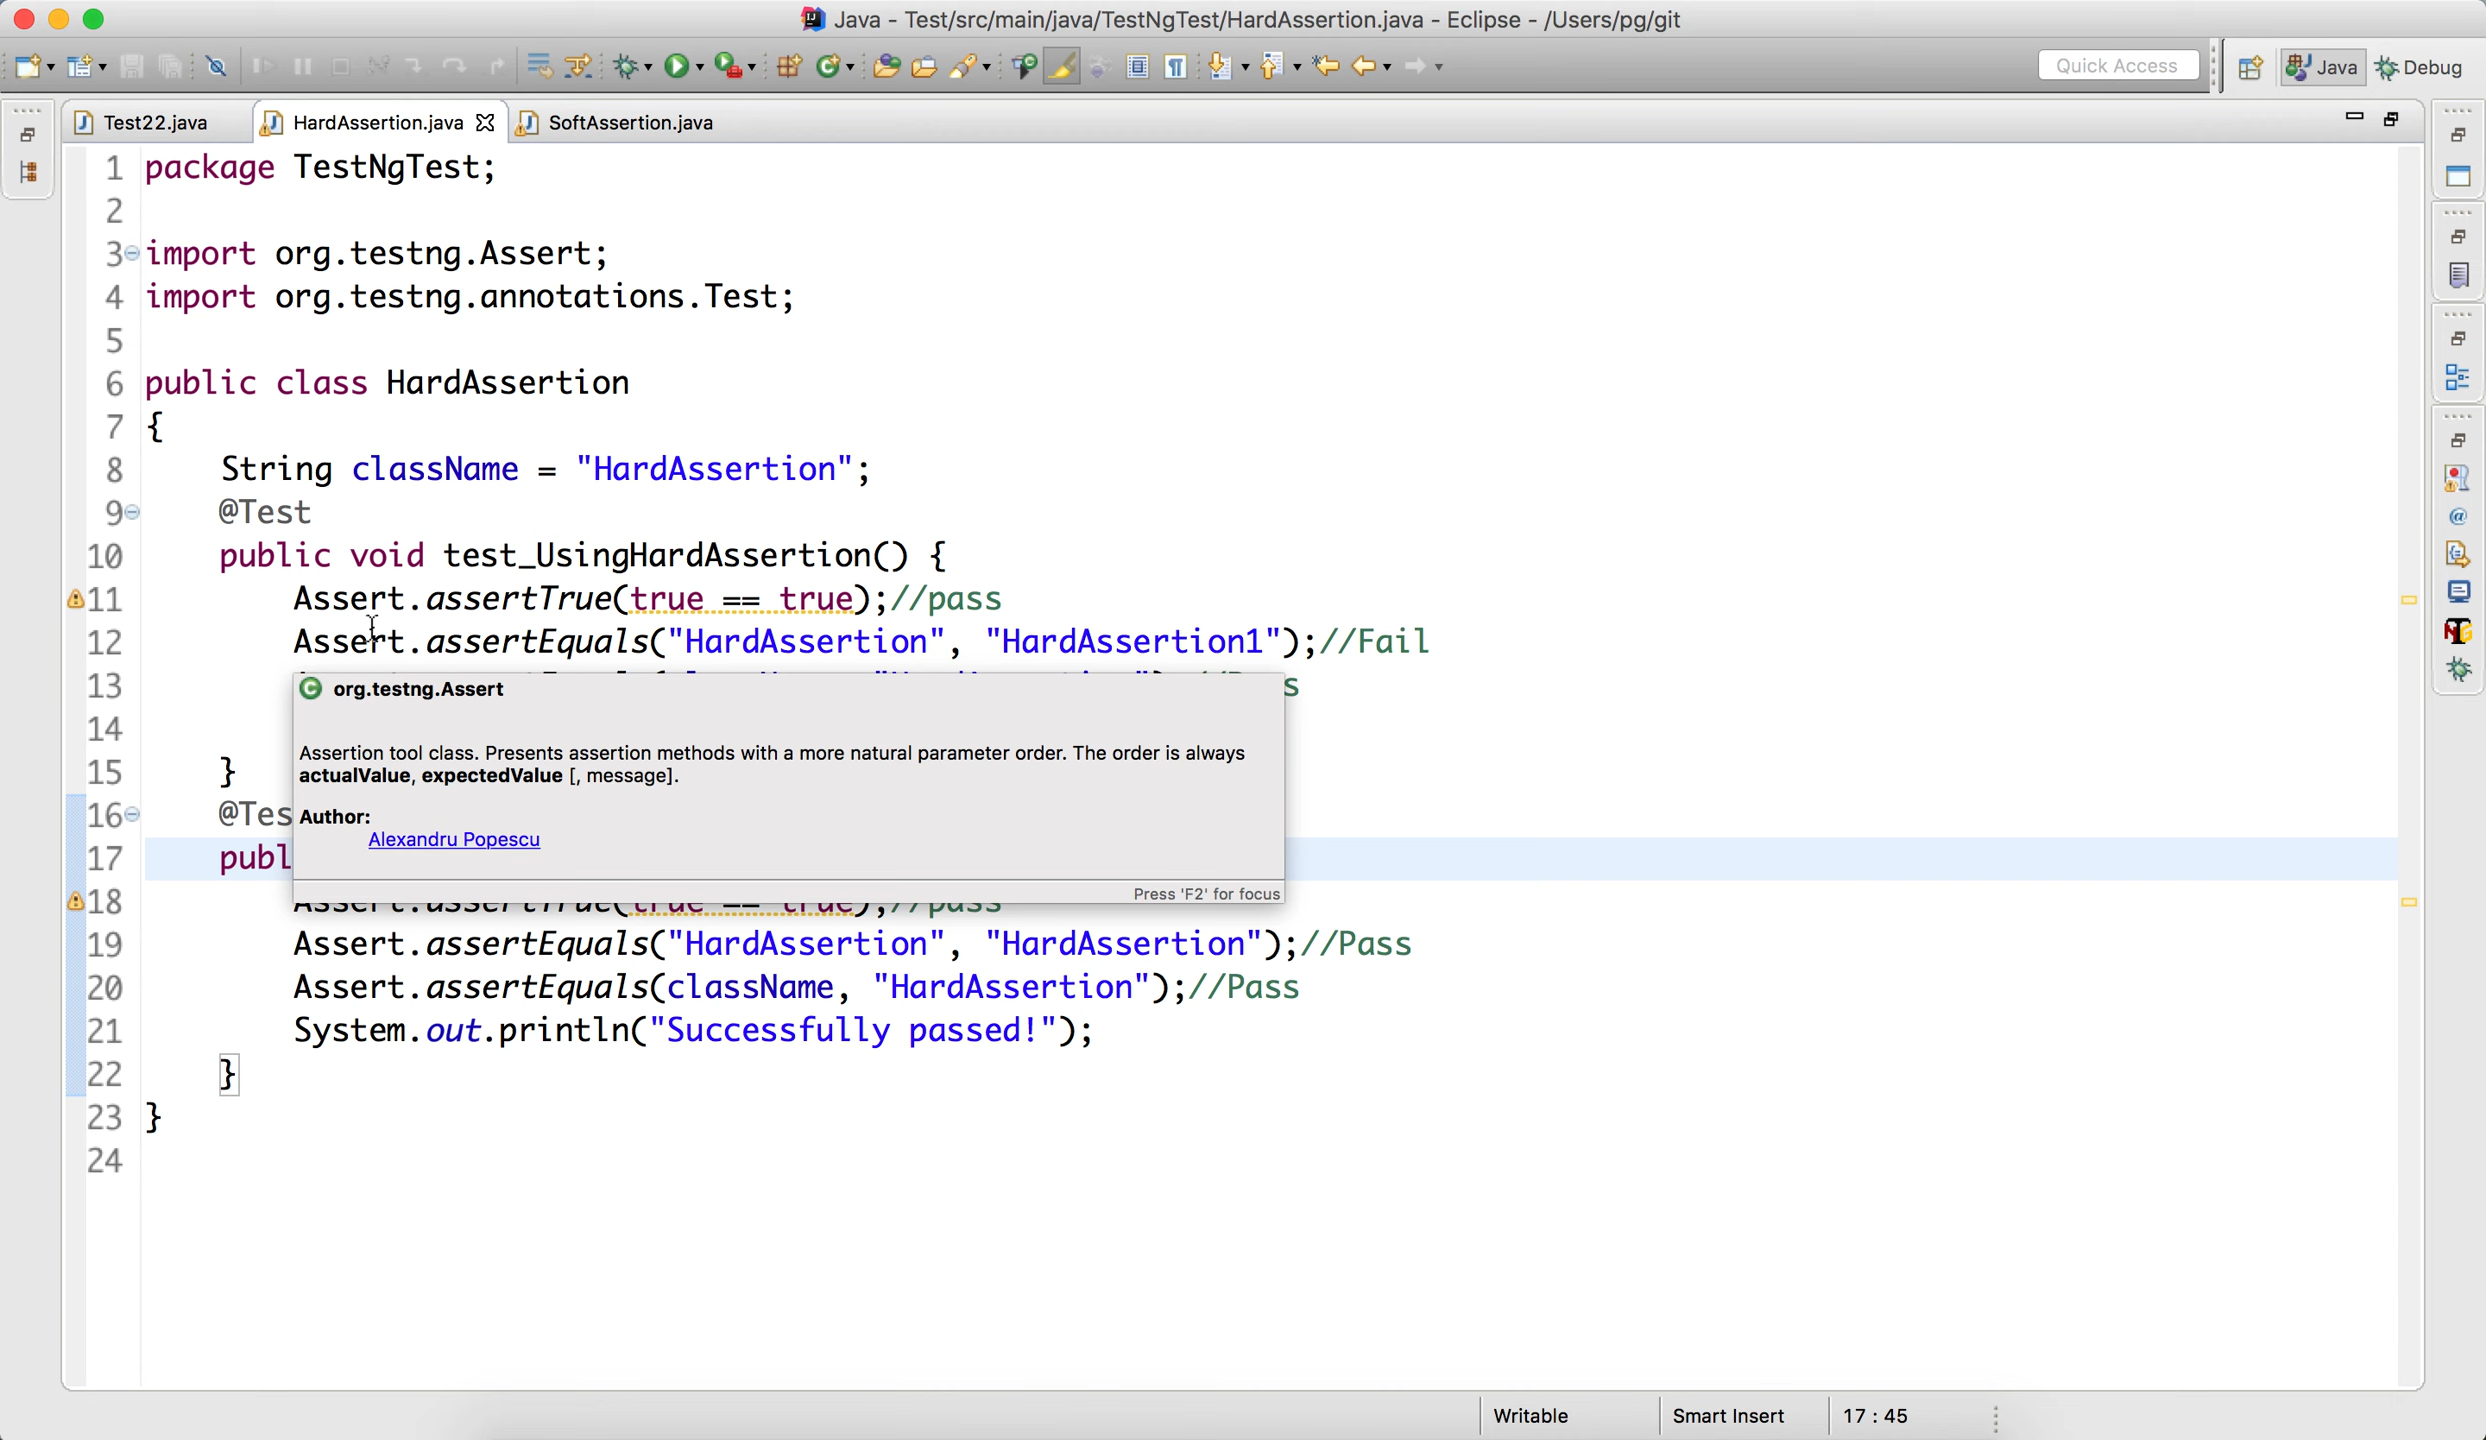 Java - Test/src/main/java/TestNgTest/HardAssertion.java - Eclipse - /Users/pg/git
Quick Access
Java
Debug
Test22.java
HardAssertion.java
SoftAssertion.java
1 package TestNgTest;
2
3 import org.testng.Assert;
4 import org.testng.annotations.Test;
5
6 public class HardAssertion
7 {
8 String className = "HardAssertion";
9 @Test
10 public void test_UsingHardAssertion() {
11 Assert.assertTrue(true == true);//pass
12 Assert.assertEquals("HardAssertion", "HardAssertion1");//Fail
13
org.testng.Assert
14
Assertion tool class. Presents assertion methods with a more natural parameter order. The order is always
15 }
actualValue, expectedValue [, message].
16 @Tes
Author:
Alexandru Popescu
17 publ
Press 'F2' for focus
18 Assert.assertTrue(true == true);//pass
19 Assert.assertEquals("HardAssertion", "HardAssertion");//Pass
20 Assert.assertEquals(className, "HardAssertion");//Pass
21 System.out.println("Successfully passed!");
22 }
23 }
24
Writable
Smart Insert
17 : 45